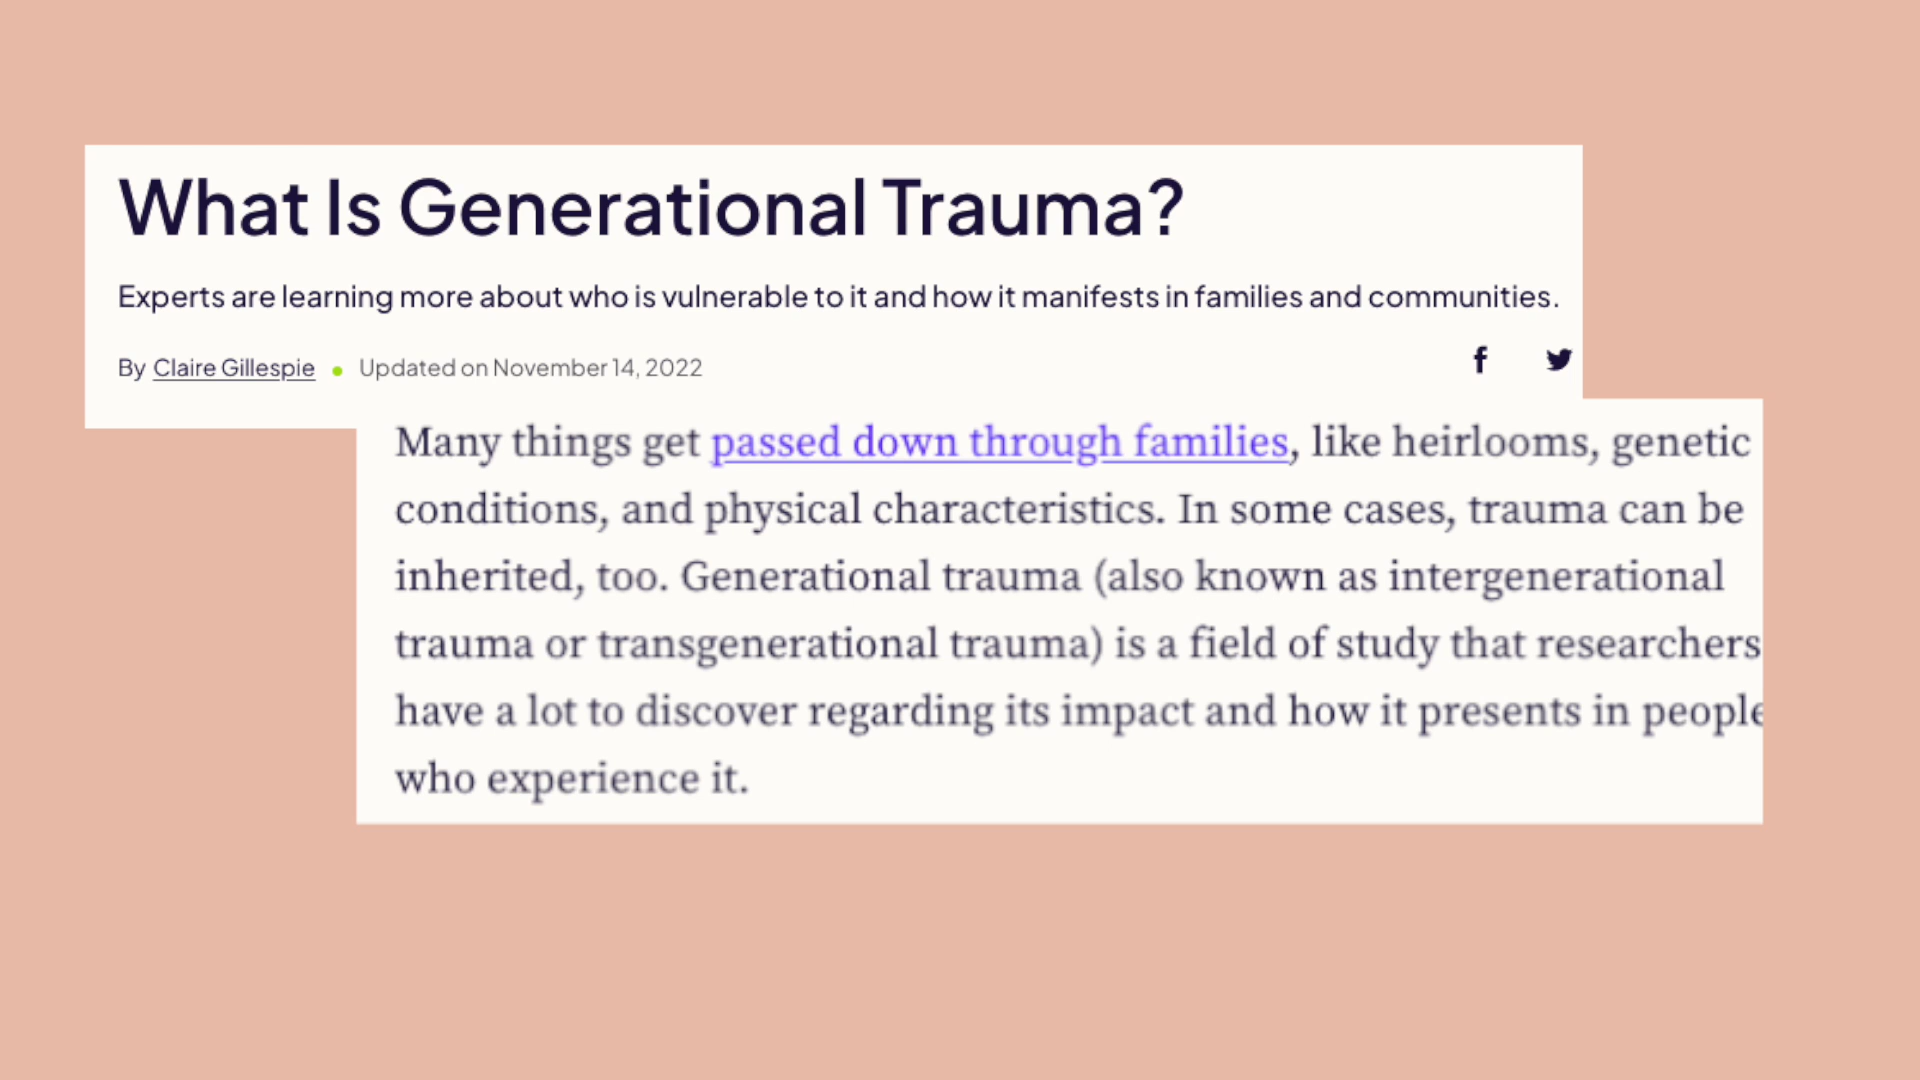 What Is Generational Trauma?
Experts are learning more about who is vulnerable to it and how it manifests in families and communities.
By Claire Gillespie • Updated on November 14, 2022
Many things get passed down through families, like heirlooms, genetic
conditions, and physical characteristics. In some cases, trauma can be
inherited, too. Generational trauma (also known as intergenerational
trauma or transgenerational trauma) is a field of study that researchers
have a lot to discover regarding its impact and how it presents in people
who experience it.